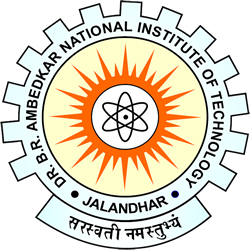 DR. B.R. AMBEDKAR NATIONAL INSTITUTE OF TECHNOLOGY
JALANDHAR
सरस्वती नमस्तुभ्यं